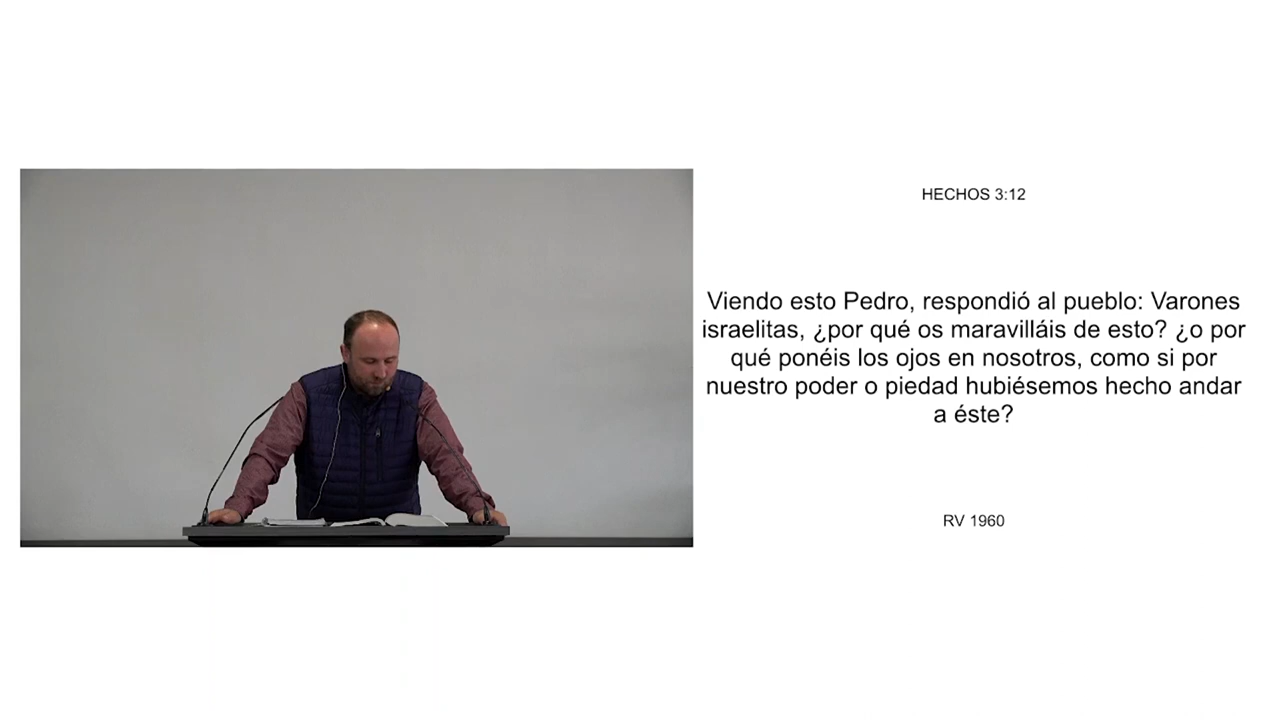 HECHOS 3:12
Viendo esto Pedro, respondió al pueblo: Varones
israelitas, ¿por qué os maravilláis de esto? ¿o por
qué ponéis los ojos en nosotros, como si por
nuestro poder o piedad hubiésemos hecho andar
a éste?
RV 1960